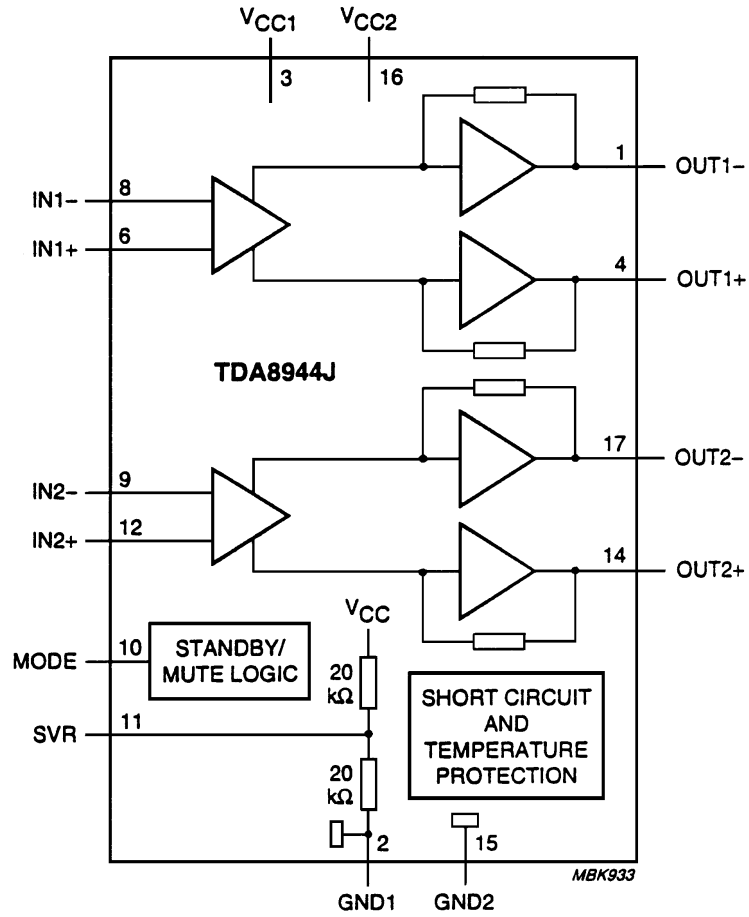 VCC1 VCC2
3 16
1 OUT1−
IN1− 8
IN1+ 6
4 OUT1+
TDA8944J
17 OUT2−
IN2− 9
IN2+ 12
14 OUT2+
VCC
MODE 10
STANDBY/
MUTE LOGIC
20
kΩ
SHORT CIRCUIT
AND
TEMPERATURE
PROTECTION
SVR 11
20
kΩ
2 15
MBK933
GND1 GND2